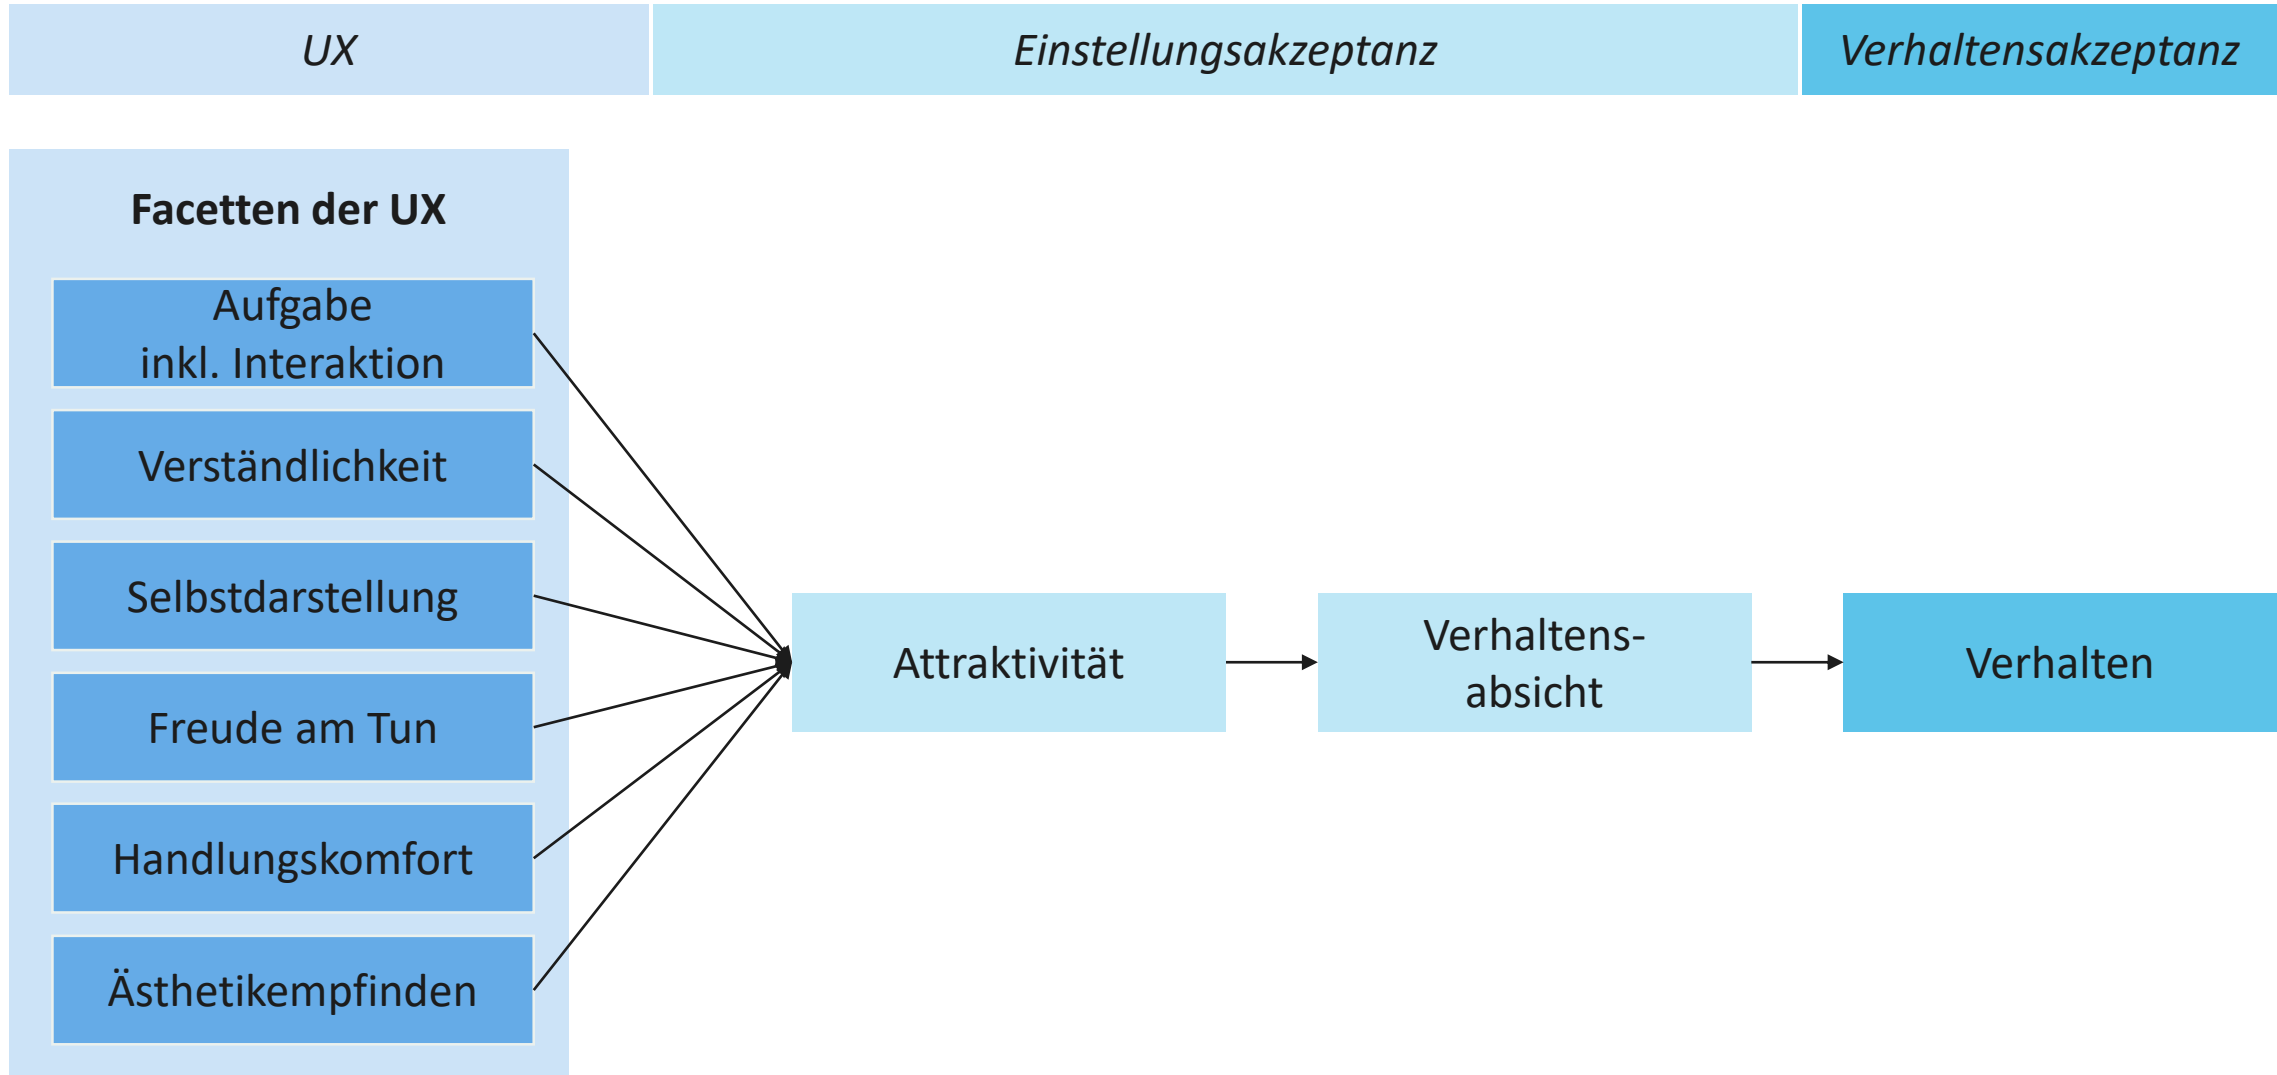 UX
Einstellungsakzeptanz
Verhaltensakzeptanz
Facetten der UX
Aufgabe
inkl. Interaktion
Verständlichkeit
Selbstdarstellung
Freude am Tun
Handlungskomfort
Ästhetikempfinden
Attraktivität
Verhaltens-
absicht
Verhalten